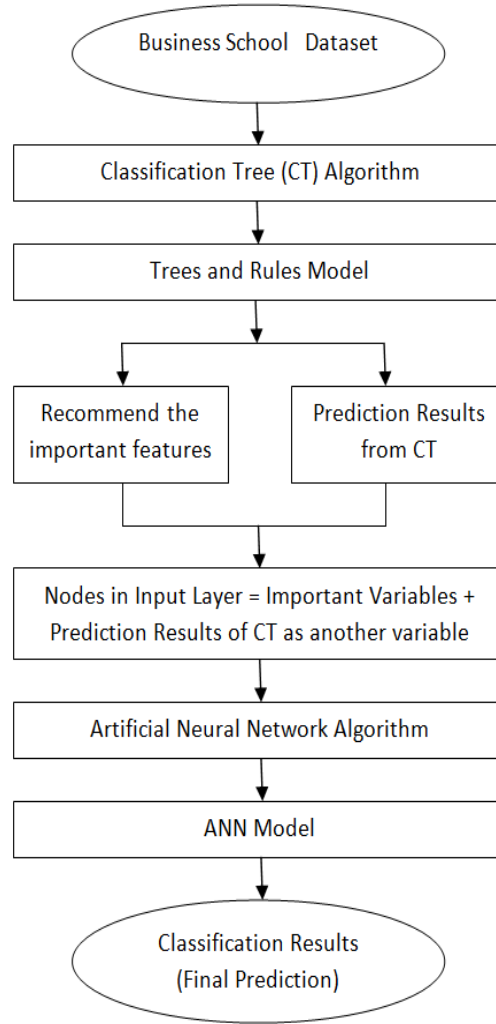 Business School Dataset
Classification Tree (CT) Algorithm
Trees and Rules Model
Recommend the
important features
Prediction Results
from CT
Nodes in Input Layer = Important Variables +
Prediction Results of CT as another variable
Artificial Neural Network Algorithm
ANN Model
Classification Results
(Final Prediction)